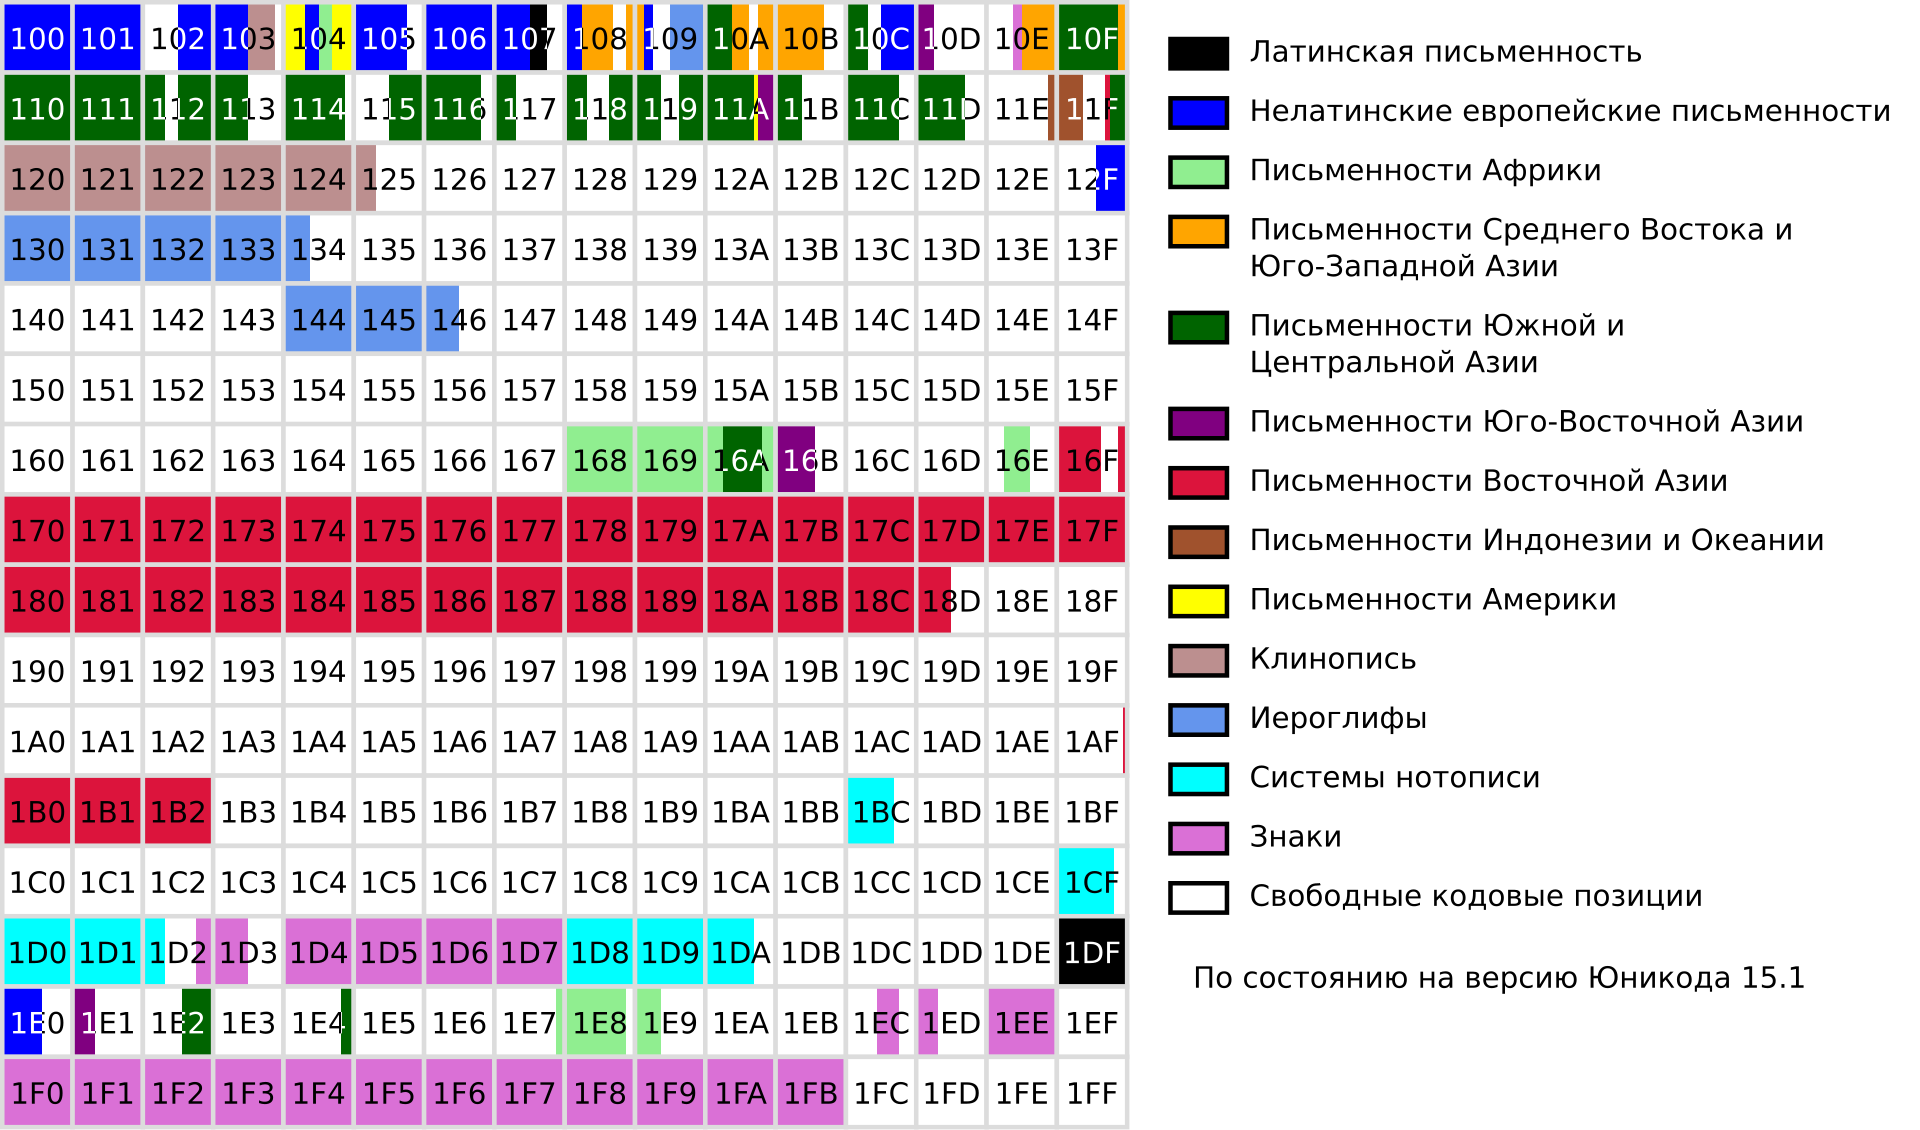 100 101 102 103 104 105 106 107 108 109 10A 10B 10C 10D 10E 10F
110 111 112 113 114 115 116 117 118 119 11A 11B 11C 11D 11E 11F
120 121 122 123 124 125 126 127 128 129 12A 12B 12C 12D 12E 12F
130 131 132 133 134 135 136 137 138 139 13A 13B 13C 13D 13E 13F
140 141 142 143 144 145 146 147 148 149 14A 14B 14C 14D 14E 14F
150 151 152 153 154 155 156 157 158 159 15A 15B 15C 15D 15E 15F
160 161 162 163 164 165 166 167 168 169 16A 16B 16C 16D 16E 16F
170 171 172 173 174 175 176 177 178 179 17A 17B 17C 17D 17E 17F
180 181 182 183 184 185 186 187 188 189 18A 18B 18C 18D 18E 18F
190 191 192 193 194 195 196 197 198 199 19A 19B 19C 19D 19E 19F
1A0 1A1 1A2 1A3 1A4 1A5 1A6 1A7 1A8 1A9 1AA 1AB 1AC 1AD 1AE 1AF
1B0 1B1 1B2 1B3 1B4 1B5 1B6 1B7 1B8 1B9 1BA 1BB 1BC 1BD 1BE 1BF
1C0 1C1 1C2 1C3 1C4 1C5 1C6 1C7 1C8 1C9 1CA 1CB 1CC 1CD 1CE 1CF
1D0 1D1 1D2 1D3 1D4 1D5 1D6 1D7 1D8 1D9 1DA 1DB 1DC 1DD 1DE 1DF
1E0 1E1 1E2 1E3 1E4 1E5 1E6 1E7 1E8 1E9 1EA 1EB 1EC 1ED 1EE 1EF
1F0 1F1 1F2 1F3 1F4 1F5 1F6 1F7 1F8 1F9 1FA 1FB 1FC 1FD 1FE 1FF
Латинская письменность
Нелатинские европейские письменности
Письменности Африки
Письменности Среднего Востока и
Юго-Западной Азии
Письменности Южной и
Центральной Азии
Письменности Юго-Восточной Азии
Письменности Восточной Азии
Письменности Индонезии и Океании
Письменности Америки
Клинопись
Иероглифы
Системы нотописи
Знаки
Свободные кодовые позиции
По состоянию на версию Юникода 15.1